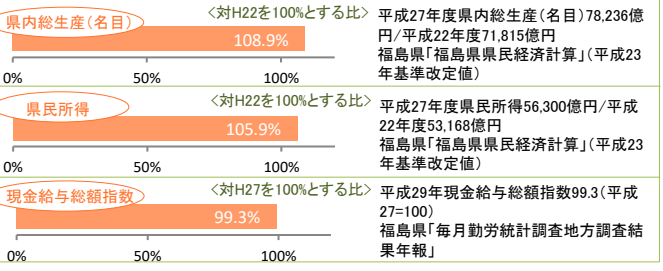 県内総生産(名目)
<対H22を100%とする比>
108.9%
0% 50% 100%
平成27年度県内総生産(名目)78,236億
円/平成22年度71,815億円
福島県「福島県県民経済計算」(平成23
年基準改定値)
県民所得
<対H22を100%とする比>
105.9%
0% 50% 100%
平成27年度県民所得56,300億円/平成
22年度53,168億円
福島県「福島県県民経済計算」(平成23
年基準改定値)
現金給与総額指数
<対H27を100%とする比>
99.3%
0% 50% 100%
平成29年現金給与総額指数99.3(平成
27=100)
福島県「毎月勤労統計調査地方調査結
果年報」